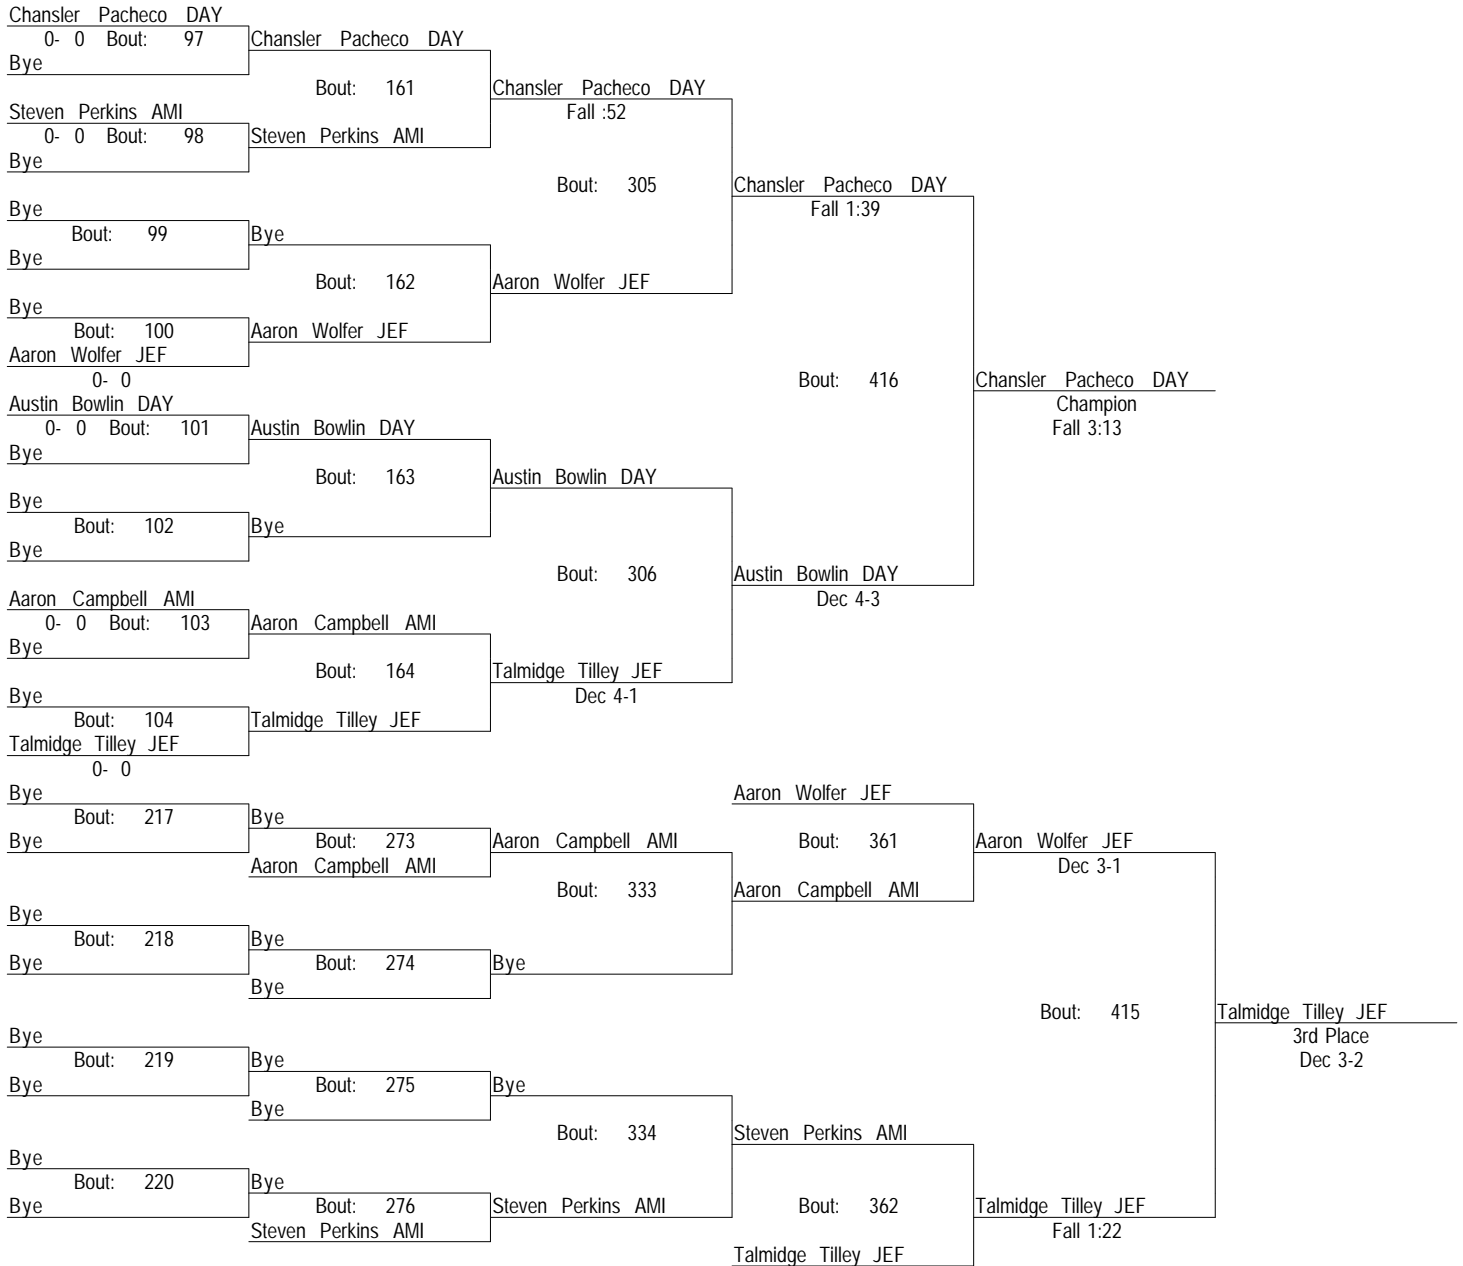 Chansler Pacheco DAY
0- 0 Bout: 97 Chansler Pacheco DAY
Bye
Bout: 161 Chansler Pacheco DAY
Steven Perkins AMI Fall :52
0- 0 Bout: 98 Steven Perkins AMI
Bye
Bout: 305 Chansler Pacheco DAY
Bye Fall 1:39
Bout: 99 Bye
Bye
Bout: 162 Aaron Wolfer JEF
Bye
Bout: 100 Aaron Wolfer JEF
Aaron Wolfer JEF
0- 0 Bout: 416 Chansler Pacheco DAY
Austin Bowlin DAY Champion
0- 0 Bout: 101 Austin Bowlin DAY Fall 3:13
Bye
Bout: 163 Austin Bowlin DAY
Bye
Bout: 102 Bye
Bye
Bout: 306 Austin Bowlin DAY
Aaron Campbell AMI Dec 4-3
0- 0 Bout: 103 Aaron Campbell AMI
Bye
Bout: 164 Talmidge Tilley JEF
Bye Dec 4-1
Bout: 104 Talmidge Tilley JEF
Talmidge Tilley JEF
0- 0
Bye Aaron Wolfer JEF
Bout: 217 Bye
Bye Bout: 273 Aaron Campbell AMI Bout: 361 Aaron Wolfer JEF
Aaron Campbell AMI Dec 3-1
Bout: 333 Aaron Campbell AMI
Bye
Bout: 218 Bye
Bye Bout: 274 Bye
Bye
Bout: 415 Talmidge Tilley JEF
Bye 3rd Place
Bout: 219 Bye Dec 3-2
Bye Bout: 275 Bye
Bye
Bout: 334 Steven Perkins AMI
Bye
Bout: 220 Bye
Bye Bout: 276 Steven Perkins AMI Bout: 362 Talmidge Tilley JEF
Steven Perkins AMI Fall 1:22
Talmidge Tilley JEF